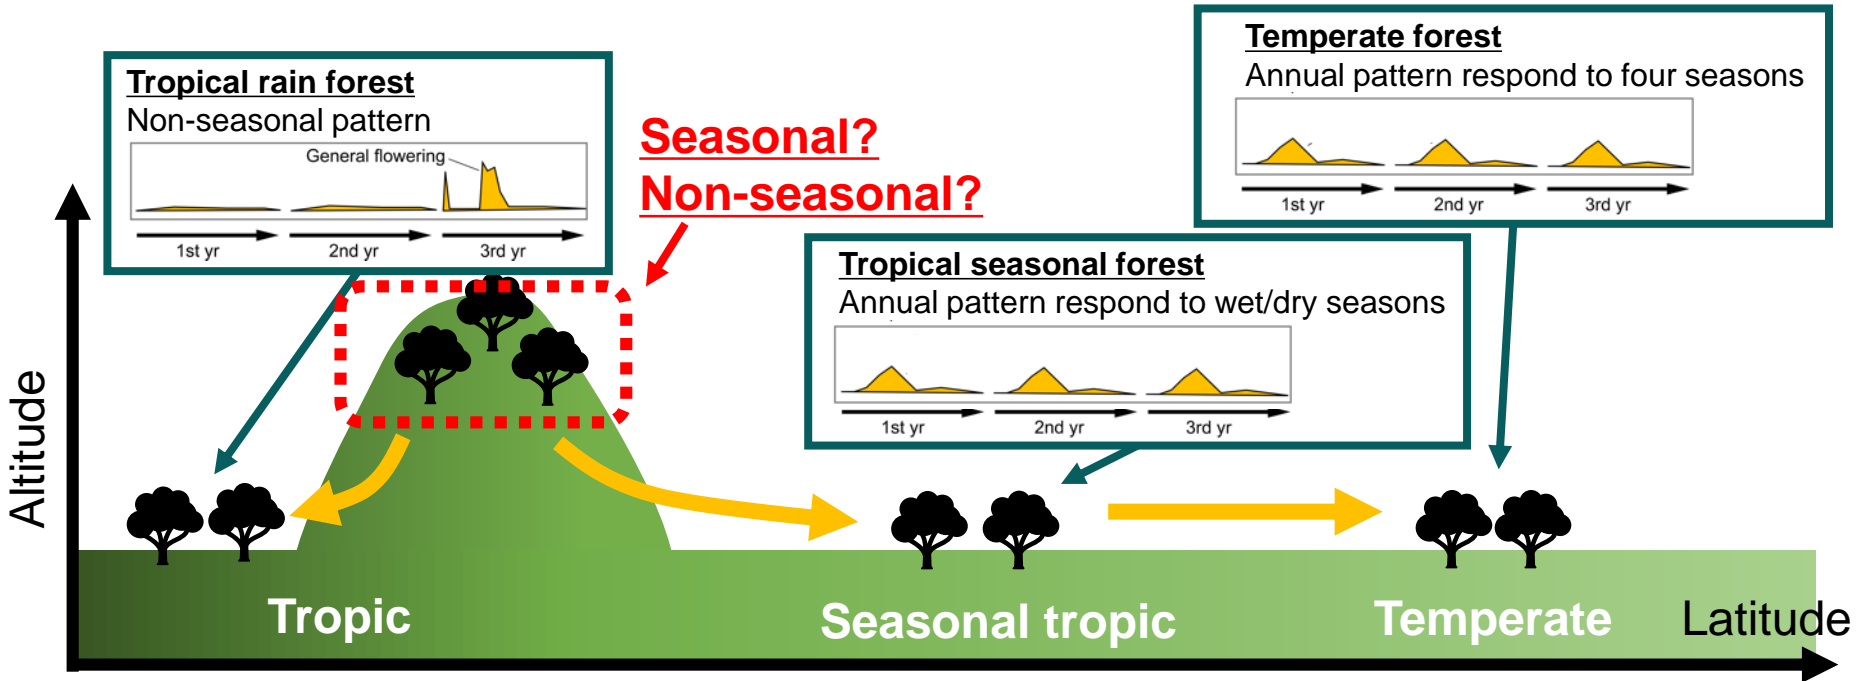 Temperate forest
Annual pattern respond to four seasons
1st yr
2nd yr
3rd yr
Tropical rain forest
Non-seasonal pattern
General flowering
1st yr
2nd yr
3rd yr
Seasonal?
Non-seasonal?
Tropical seasonal forest
Annual pattern respond to wet/dry seasons
1st yr
2nd yr
3rd yr
Altitude
Tropic
Seasonal tropic
Temperate
Latitude